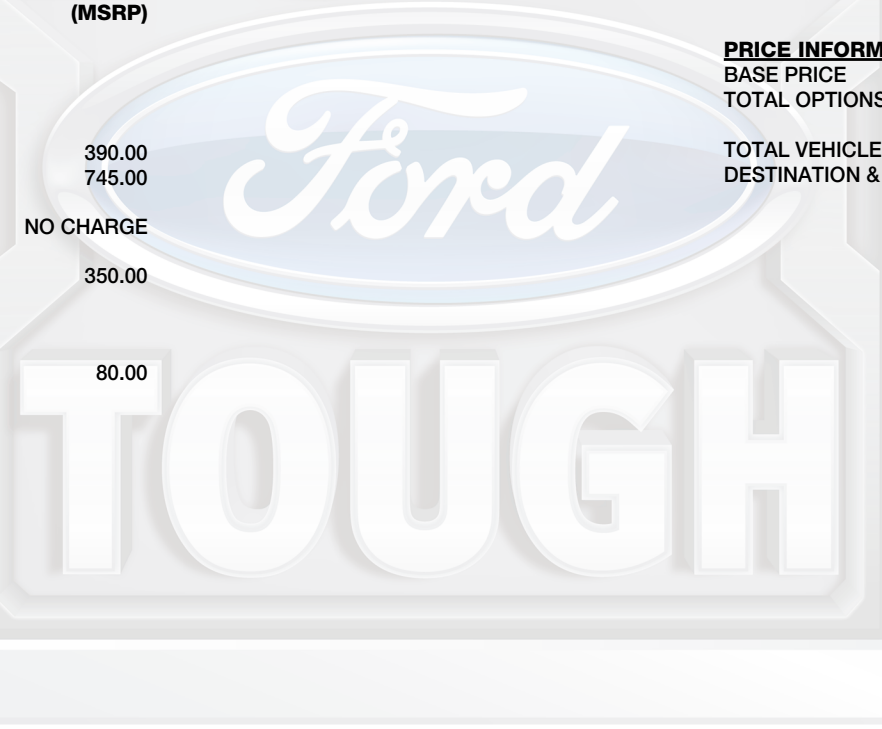 (MSRP)
390.00
745.00
NO CHARGE
350.00
80.00
PRICE INFORM
BASE PRICE
TOTAL OPTIONS
TOTAL VEHICLE
DESTINATION &
Ford
TOUGH